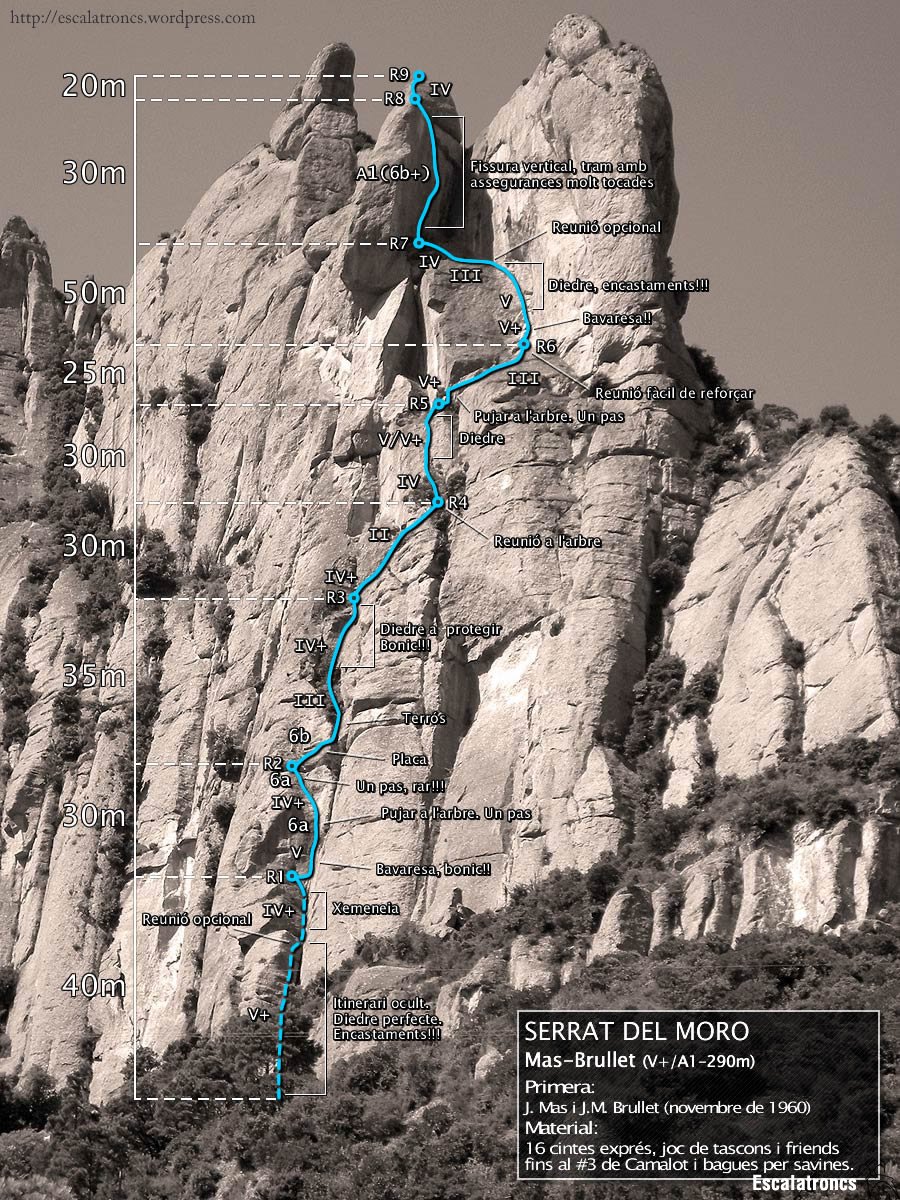 http://escalatroncs.wordpress.com
20m
R9
IV
R8
30m
A1(6b+)
Fissura vertical, tram amb
assegurances molt tocades
R7
Reunió opcional
IV
III
50m
Diedre, encastaments!!!
V
V+
Bavaresa!!
R6
25m
III
Reunió fàcil de reforçar
V+
R5
Pujar a l'arbre. Un pas
V/V+
Diedre
30m
IV
R4
Reunió a l'arbre
II
30m
IV+
R3
Diedre a protegir
Bonic!!!
IV+
35m
III
Terrós
6b
Placa
R2
6a
Un pas, rar!!!
IV+
30m
Pujar a l'arbre. Un pas
6a
V
Bavaresa, bonic!!
R1
IV+
Xemeneia
Reunió opcional
40m
Itinerari ocult.
Diedre perfecte.
Encastaments!!!
V+
SERRAT DEL MORO
Mas-Brullet (V+/A1-290m)
Primera:
J. Mas i J.M. Brullet (novembre de 1960)
Material:
16 cintes exprés, joc de tascons i friends
fins al #3 de Camalot i bagues per savines.
Escalatroncs